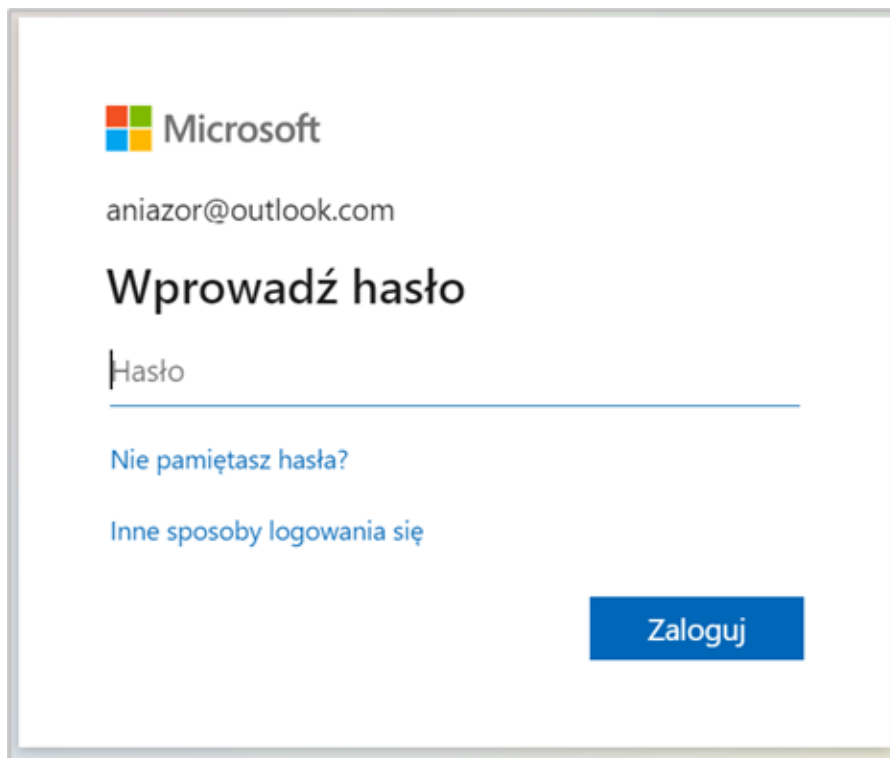 Microsoft
aniazor@outlook.com
Wprowadź hasło
Hasło
Nie pamiętasz hasła?
Inne sposoby logowania się
Zaloguj